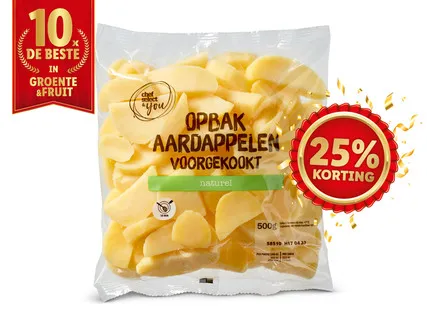 10x
DE BESTE
IN
GROENTE
&FRUIT
chef
select
& you
OPBAK
AARDAPPELEN
VOORGEKOOKT
naturel
500g
25%
KORTING